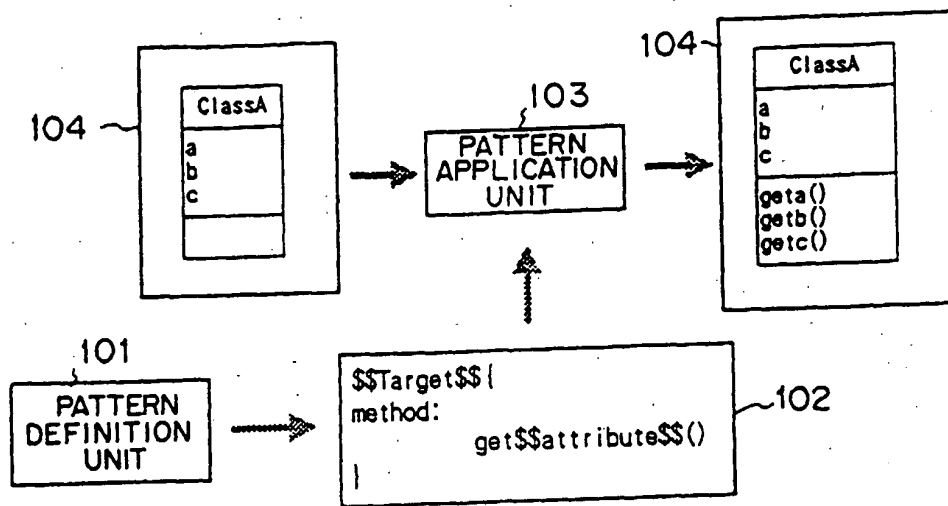 104
ClassA
a
b
c
103
PATTERN
APPLICATION
UNIT
104
ClassA
a
b
c
geta()
getb()
getc()
101
PATTERN
DEFINITION
UNIT
$$Target$${
method:
get$$attribute$$()
}
102